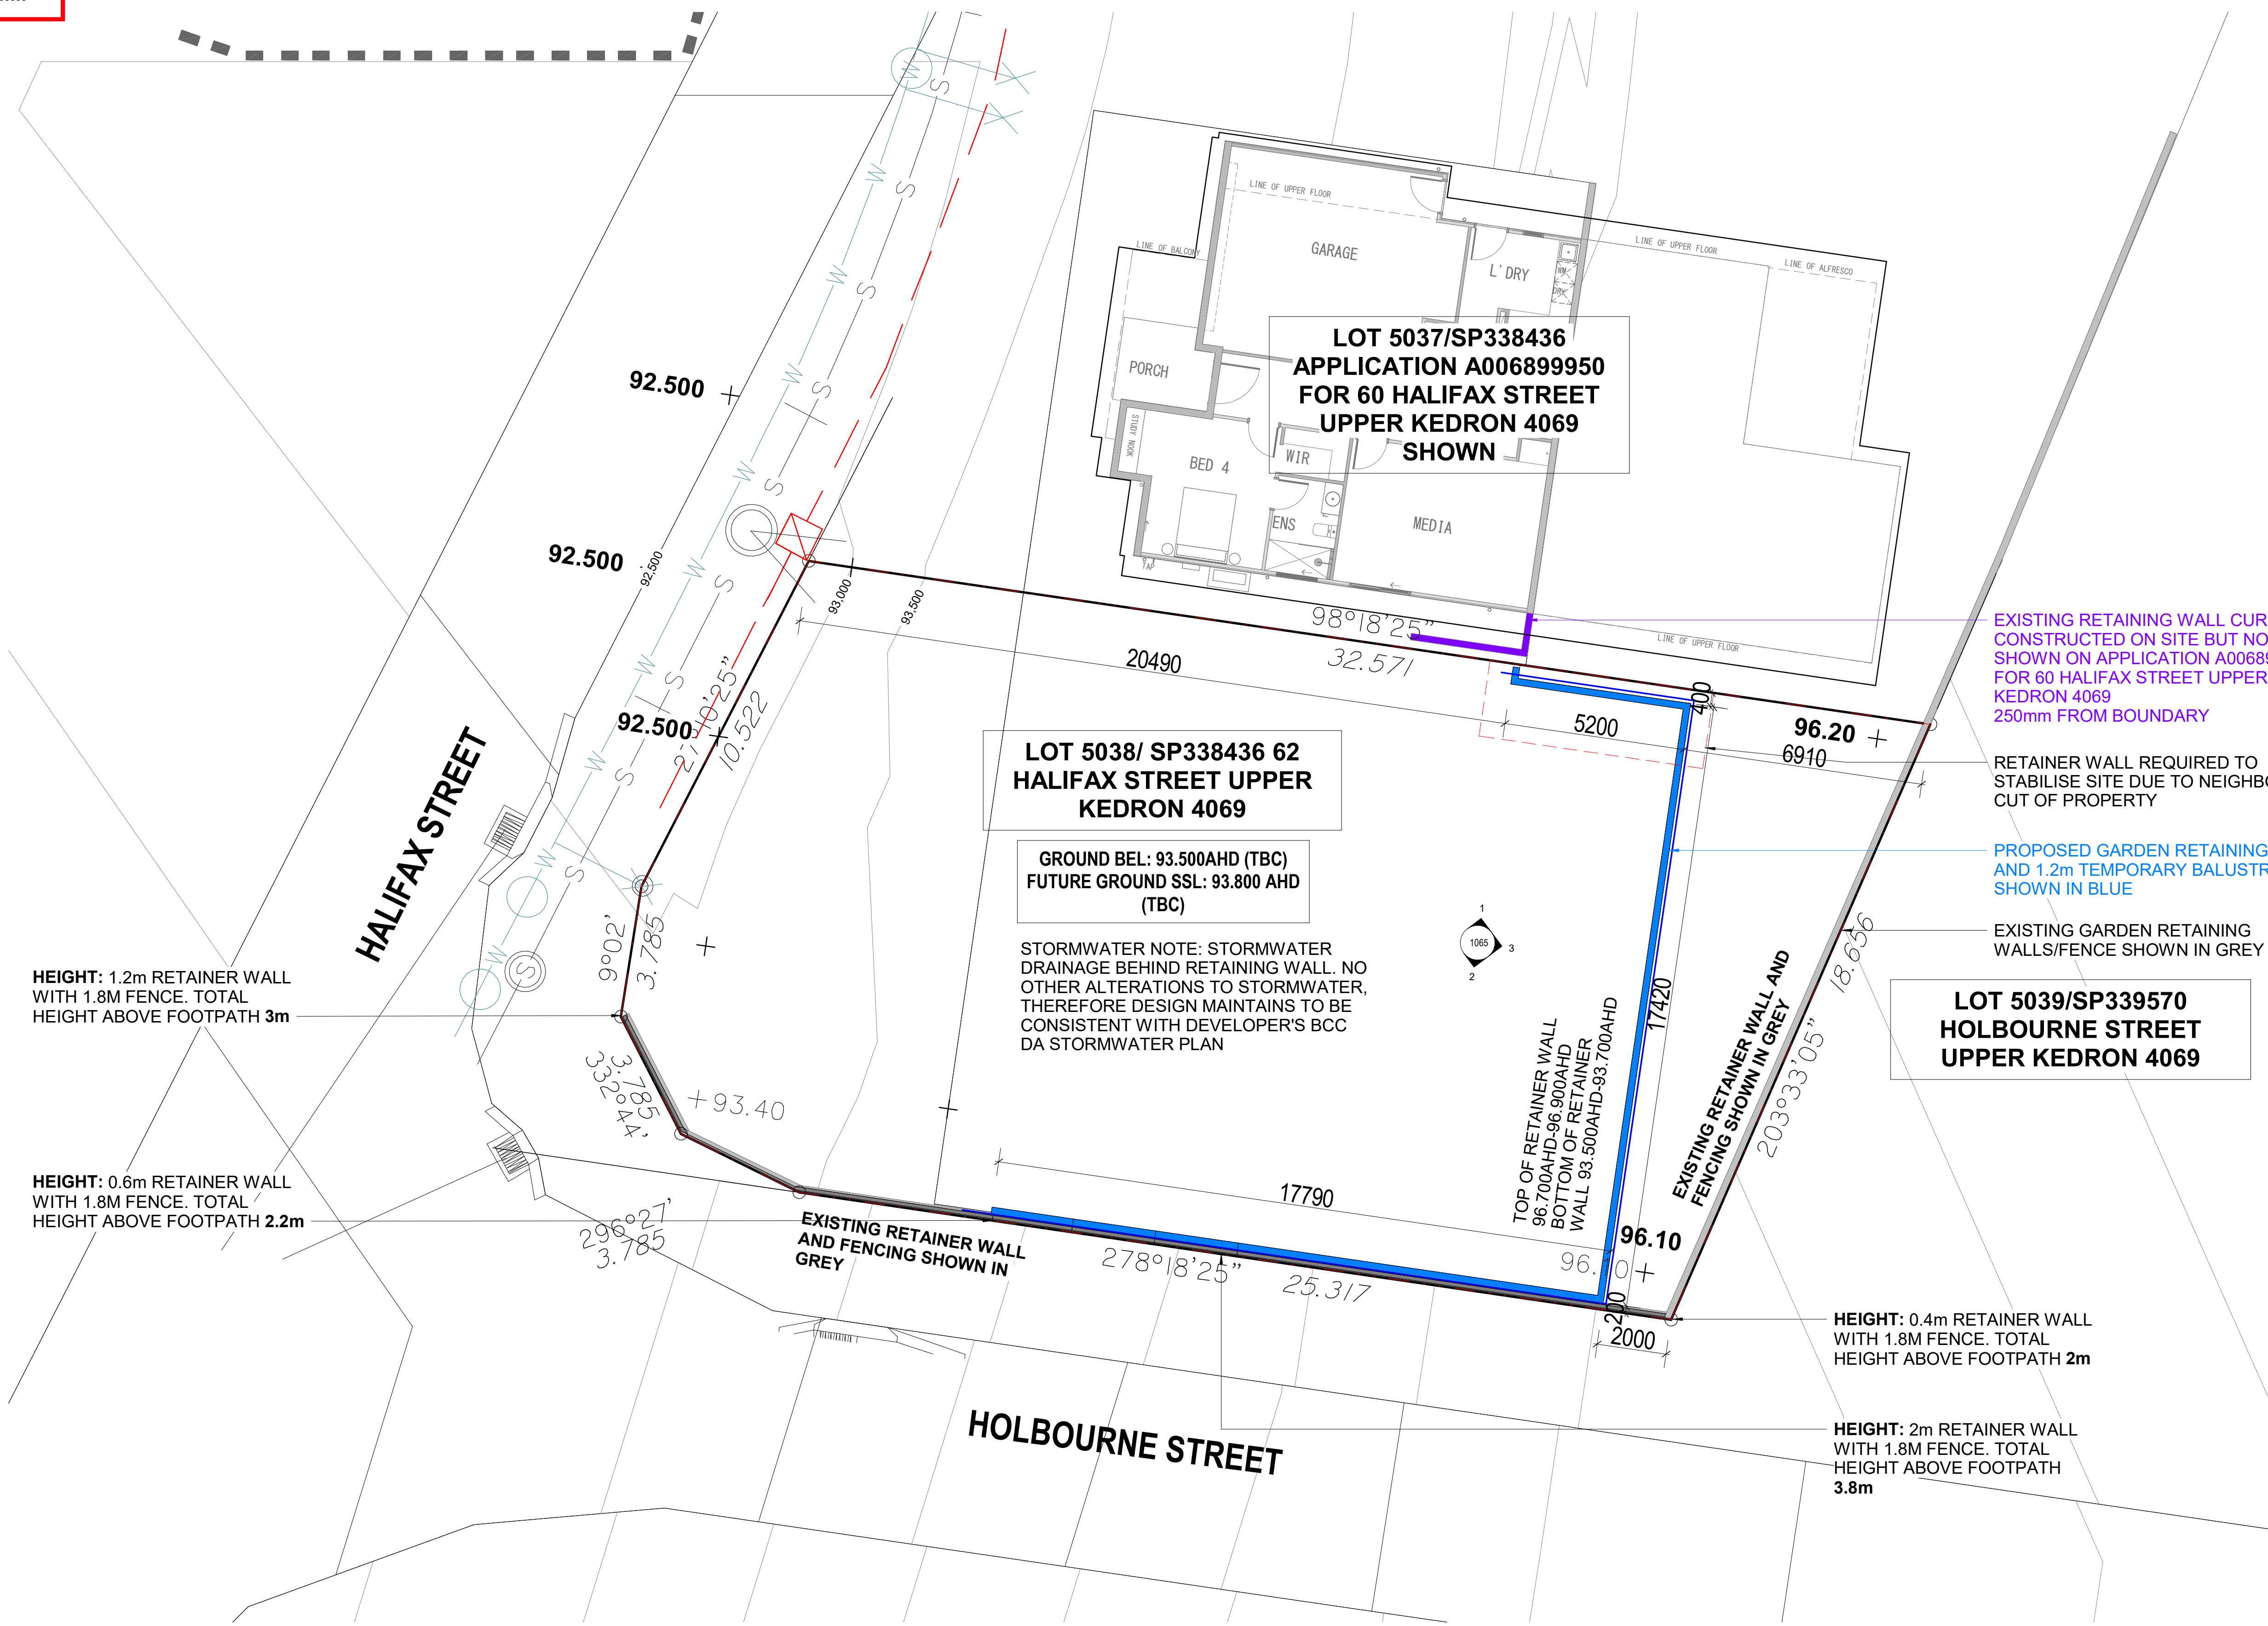 LINE OF UPPER FLOOR
LINE OF BALCONY
GARAGE
L'DRY
WM
DRY
LINE OF UPPER FLOOR
LINE OF ALFRESCO
PORCH
STUDY NOOK
BED 4
WIR
ENS
MEDIA
TAP
LINE OF UPPER FLOOR
LOT 5037/SP338436
APPLICATION A006899950
FOR 60 HALIFAX STREET
UPPER KEDRON 4069
SHOWN
W
W
W
W
W
W
W
W
W
S
S
S
S
S
S
S
S
S
S
92.500
92.500
92.500
92.500
93.000
93.500
98°18'25"
32.571
20490
5200
400
96.20
6910
10.522
9°02'
3.785
3.785
332°44'
+93.40
296°27'
3.785
HALIFAX STREET
LOT 5038/ SP338436 62
HALIFAX STREET UPPER
KEDRON 4069
GROUND BEL: 93.500AHD (TBC)
FUTURE GROUND SSL: 93.800 AHD
(TBC)
STORMWATER NOTE: STORMWATER
DRAINAGE BEHIND RETAINING WALL. NO
OTHER ALTERATIONS TO STORMWATER,
THEREFORE DESIGN MAINTAINS TO BE
CONSISTENT WITH DEVELOPER'S BCC
DA STORMWATER PLAN
1
1065
3
2
17420
TOP OF RETAINER WALL
96.700AHD-96.900AHD
BOTTOM OF RETAINER
WALL 93.500AHD-93.700AHD
EXISTING RETAINER WALL AND
FENCING SHOWN IN GREY
18.656
203°33'05"
17790
96.10
EXISTING RETAINER WALL
AND FENCING SHOWN IN
GREY
278°18'25"
25.317
2000
HOLBOURNE STREET
EXISTING RETAINING WALL CUR
CONSTRUCTED ON SITE BUT NO
SHOWN ON APPLICATION A00689
FOR 60 HALIFAX STREET UPPER
KEDRON 4069
250mm FROM BOUNDARY
RETAINER WALL REQUIRED TO
STABILISE SITE DUE TO NEIGHBO
CUT OF PROPERTY
PROPOSED GARDEN RETAINING
AND 1.2m TEMPORARY BALUSTR
SHOWN IN BLUE
EXISTING GARDEN RETAINING
WALLS/FENCE SHOWN IN GREY
LOT 5039/SP339570
HOLBOURNE STREET
UPPER KEDRON 4069
HEIGHT: 1.2m RETAINER WALL
WITH 1.8M FENCE. TOTAL
HEIGHT ABOVE FOOTPATH 3m
HEIGHT: 0.6m RETAINER WALL
WITH 1.8M FENCE. TOTAL
HEIGHT ABOVE FOOTPATH 2.2m
HEIGHT: 0.4m RETAINER WALL
WITH 1.8M FENCE. TOTAL
HEIGHT ABOVE FOOTPATH 2m
HEIGHT: 2m RETAINER WALL
WITH 1.8M FENCE. TOTAL
HEIGHT ABOVE FOOTPATH
3.8m